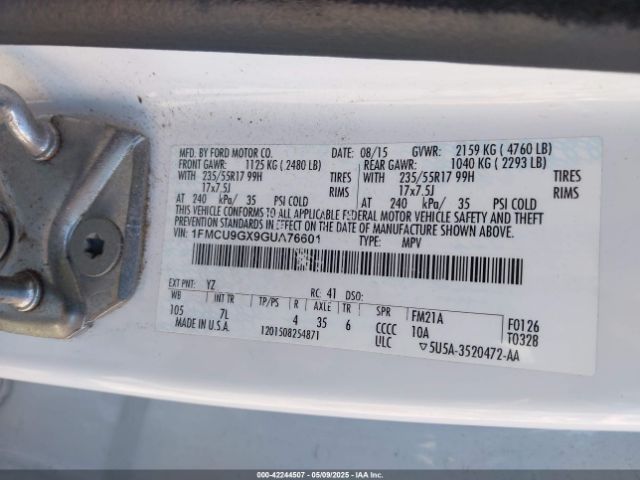 MFD. BY FORD MOTOR CO. DATE: 08/15 GVWR: 2159 KG ( 4760 LB)
FRONT GAWR: 1125 KG ( 2480 LB) REAR GAWR: 1040 KG ( 2293 LB)
WITH 235/55R17 99H TIRES WITH 235/55R17 99H TIRES
17x7.5J RIMS 17x7.5J RIMS
AT 240 kPa/ 35 PSI COLD AT 240 kPa/ 35 PSI COLD
THIS VEHICLE CONFORMS TO ALL APPLICABLE FEDERAL MOTOR VEHICLE SAFETY AND THEFT
PREVENTION STANDARDS IN EFFECT ON THE DATE OF MANUFACTURE SHOWN ABOVE.
VIN: 1FMCU9GX9GUA76601 TYPE: MPV
EXT PNT: YZ RC: 41 DSO:
WB INT TR TP/PS R AXLE TR SPR FM21A F0126
105 7L 4 35 6 CCCC 10A T0328
MADE IN U.S.A. 1201508254871 ▽5U5A-3520472-AA
000-42244507 - 05/09/2025 - IAAI.COM